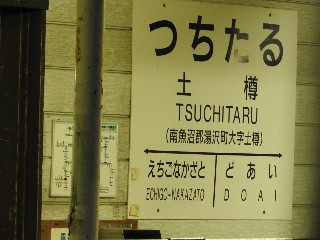 つちたる
土樽
TSUCHITARU
(南魚沼郡湯沢町大字土樽)
えちごなかざと どあい
ECHIGO-NAKAZATO DOAI